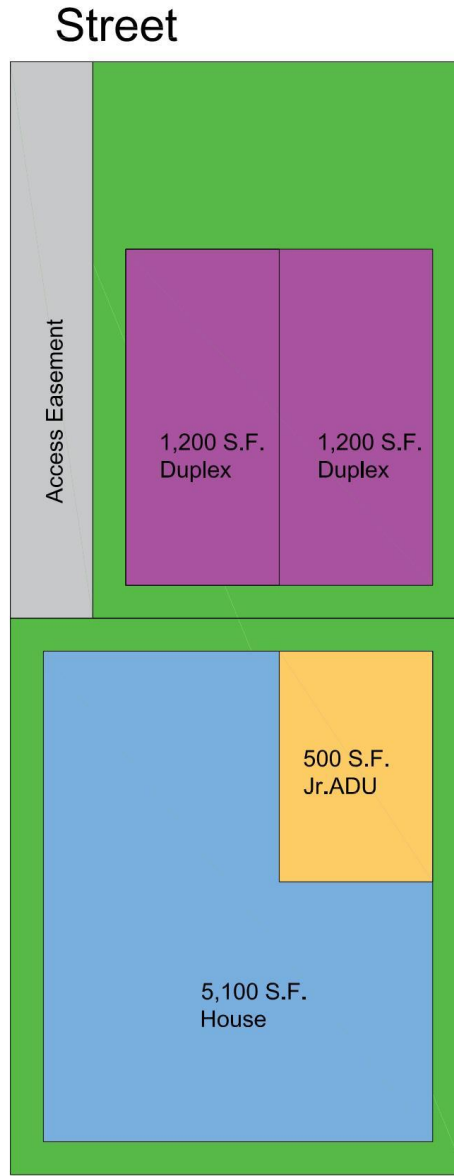 Street
Access Easement
1,200 S.F.
Duplex
1,200 S.F.
Duplex
500 S.F.
Jr.ADU
5,100 S.F.
House